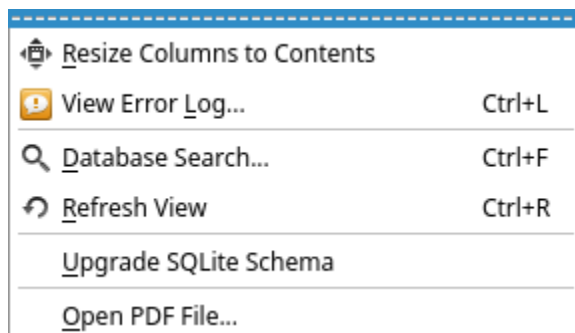 Resize Columns to Contents
View Error Log... Ctrl+L
Database Search... Ctrl+F
Refresh View Ctrl+R
Upgrade SQLite Schema
Open PDF File...